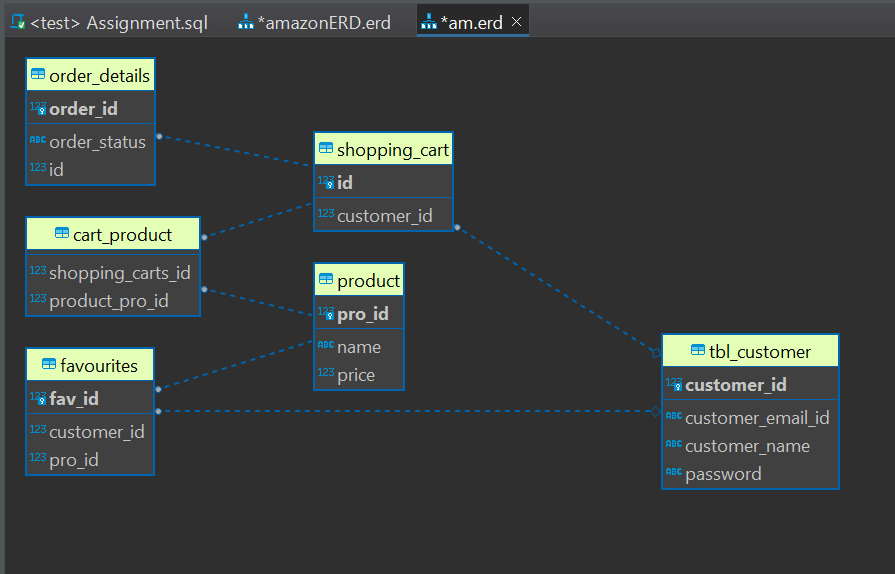 <test> Assignment.sql
*amazonERD.erd
*am.erd
order_details
123 order_id
ABC order_status
123 id
shopping_cart
123 id
123 customer_id
cart_product
123 shopping_carts_id
123 product_pro_id
product
123 pro_id
ABC name
123 price
favourites
123 fav_id
123 customer_id
123 pro_id
tbl_customer
123 customer_id
ABC customer_email_id
ABC customer_name
ABC password